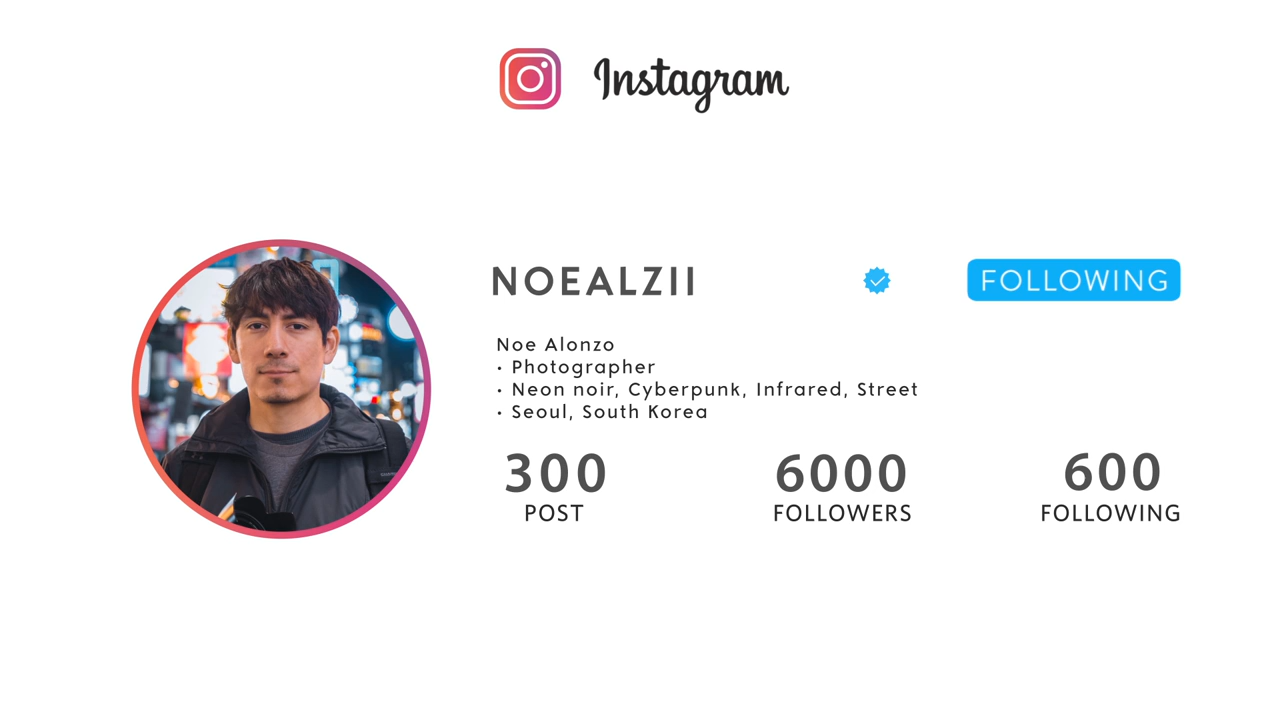 Instagram
NOEALZII
FOLLOWING
Noe Alonzo
• Photographer
• Neon noir, Cyberpunk, Infrared, Street
• Seoul, South Korea
300
POST
6000
FOLLOWERS
600
FOLLOWING